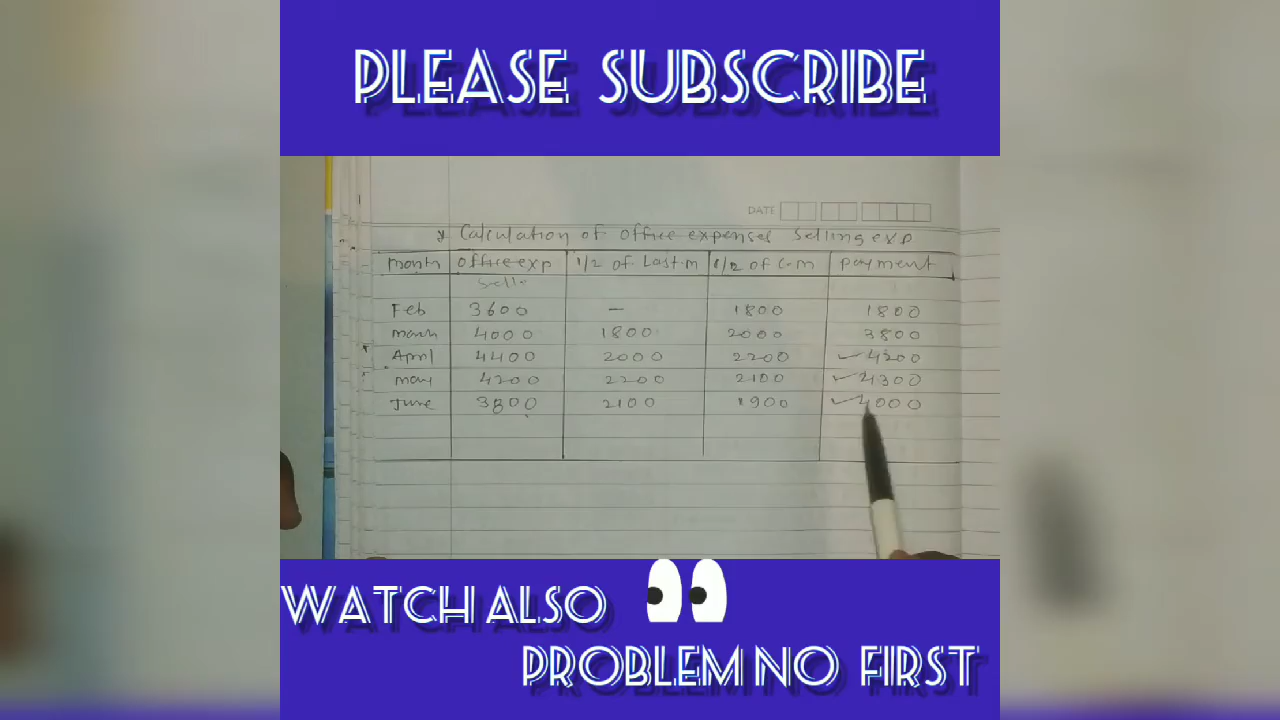 PLEASE SUBSCRIBE
DATE
Calculation of office expenses selling exp
month office exp 1/2 of Last m 1/2 of C.m payment
Selle
Feb 3600 — 1800 1800
march 4000 1800 2000 3800
April 4400 2000 2200 4200
may 4200 2200 2100 4300
June 3800 2100 1900 4000
WATCH ALSO
PROBLEM NO FIRST